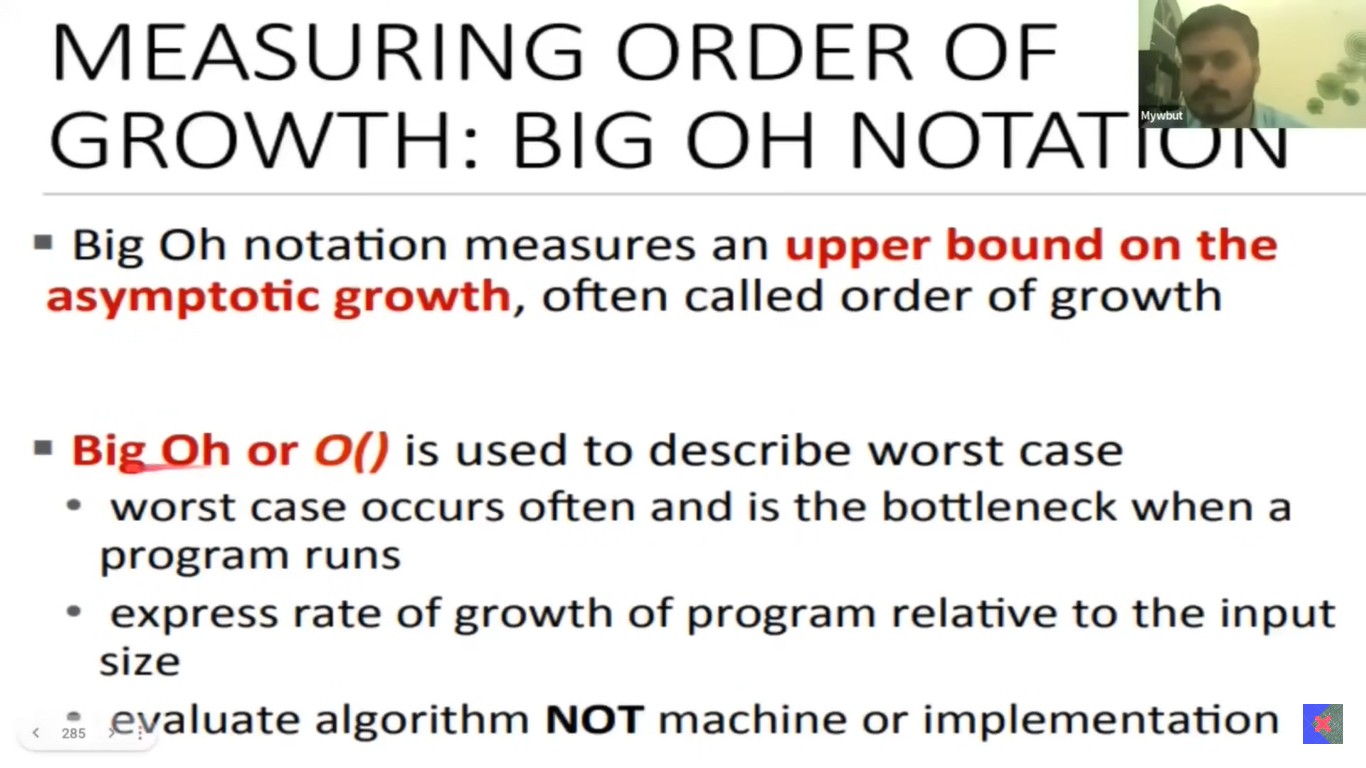 MEASURING ORDER OF
GROWTH: BIG OH NOTATION
Mywbut
Big Oh notation measures an upper bound on the
asymptotic growth, often called order of growth
Big Oh or O() is used to describe worst case
worst case occurs often and is the bottleneck when a
program runs
express rate of growth of program relative to the input
size
evaluate algorithm NOT machine or implementation
285